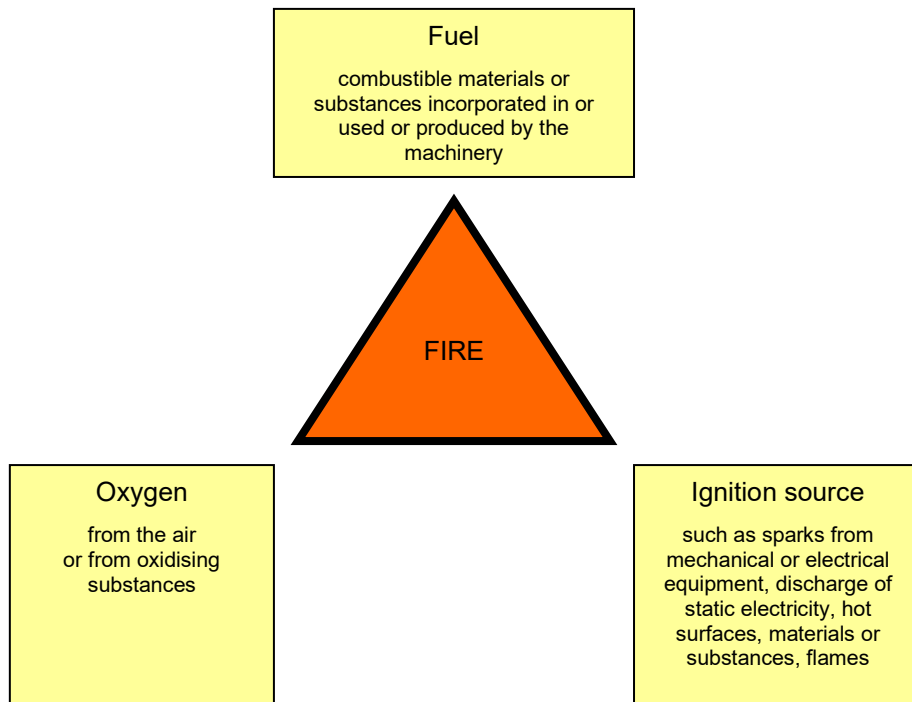 Fuel
combustible materials or
substances incorporated in or
used or produced by the
machinery
FIRE
Oxygen
from the air
or from oxidising
substances
Ignition source
such as sparks from
mechanical or electrical
equipment, discharge of
static electricity, hot
surfaces, materials or
substances, flames